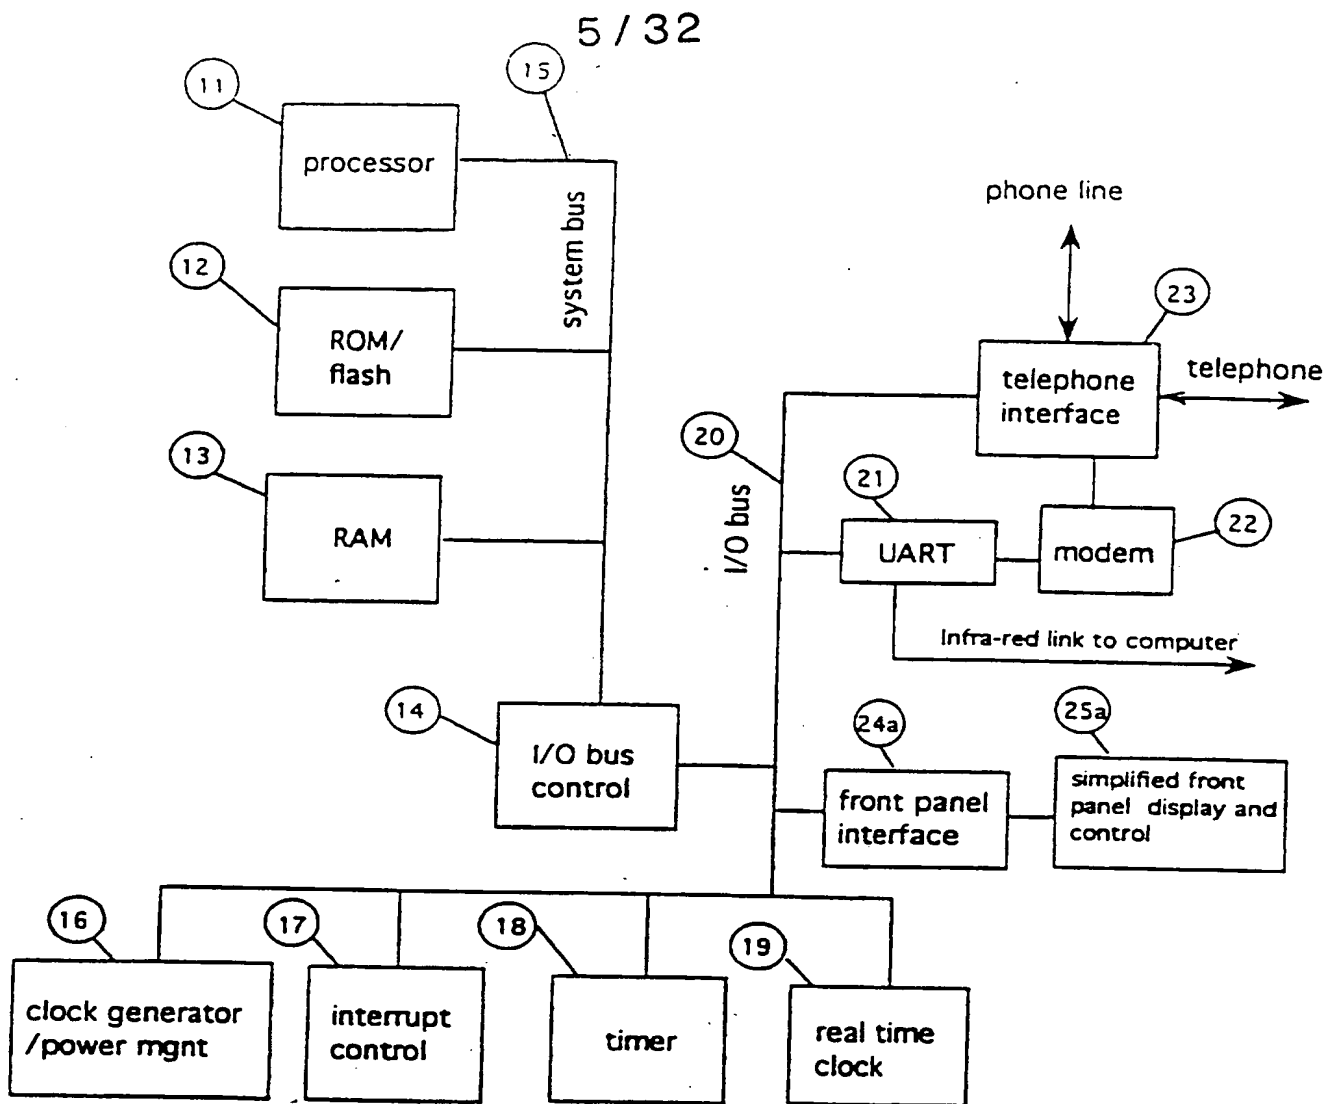 5/32
11
15
processor
system bus
phone line
12
ROM/
flash
23
telephone
interface
telephone
13
RAM
20
I/O bus
21
UART
22
modem
Infra-red link to computer
14
I/O bus
control
24a
front panel
interface
25a
simplified front
panel display and
control
16
clock generator
/power mgnt
17
interrupt
control
18
timer
19
real time
clock